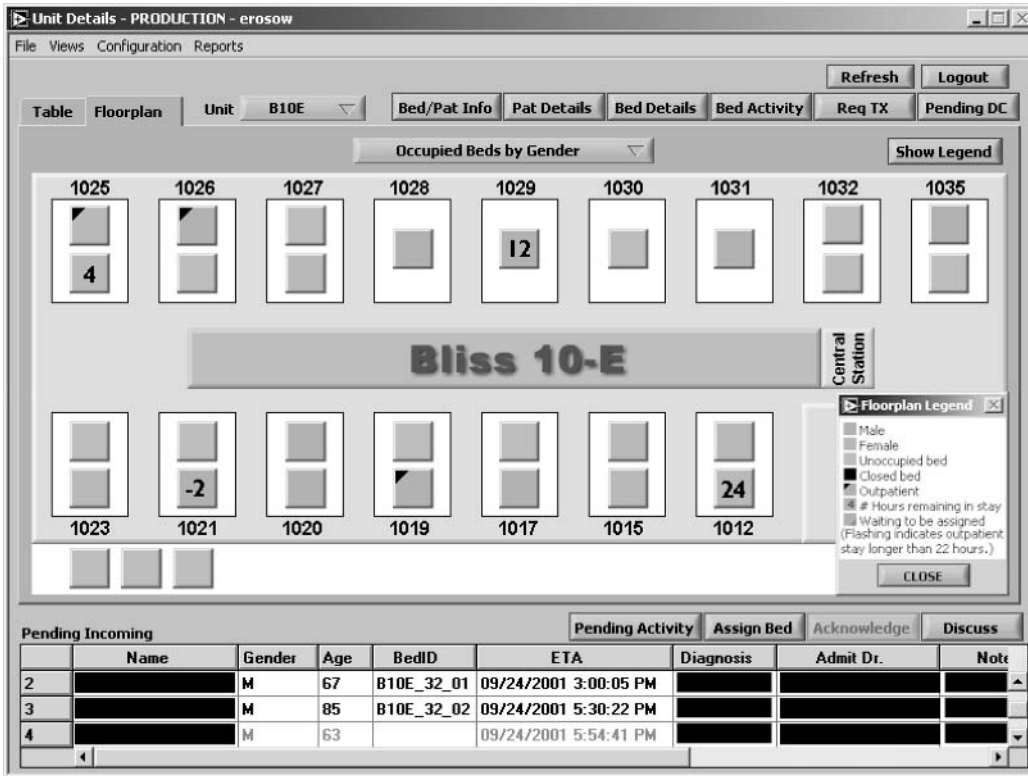 Unit Details - PRODUCTION - erosow
File Views Configuration Reports
Refresh Logout
Table Floorplan Unit B10E Bed/Pat Info Pat Details Bed Details Bed Activity Req TX Pending DC
Occupied Beds by Gender Show Legend
1025 1026 1027 1028 1029 1030 1031 1032 1035
12
4
Bliss 10-E
Central
Station
Floorplan Legend
Male
Female
Unoccupied bed
Closed bed
Outpatient
4 # Hours remaining in stay
Waiting to be assigned
(Flashing indicates outpatient
stay longer than 22 hours.)
CLOSE
-2 24
1023 1021 1020 1019 1017 1015 1012
Pending Incoming Pending Activity Assign Bed Acknowledge Discuss
Name Gender Age BedID ETA Diagnosis Admit Dr. Note
2 M 67 B10E_32_01 09/24/2001 3:00:05 PM
3 M 85 B10E_32_02 09/24/2001 5:30:22 PM
4 M 63 09/24/2001 5:54:41 PM